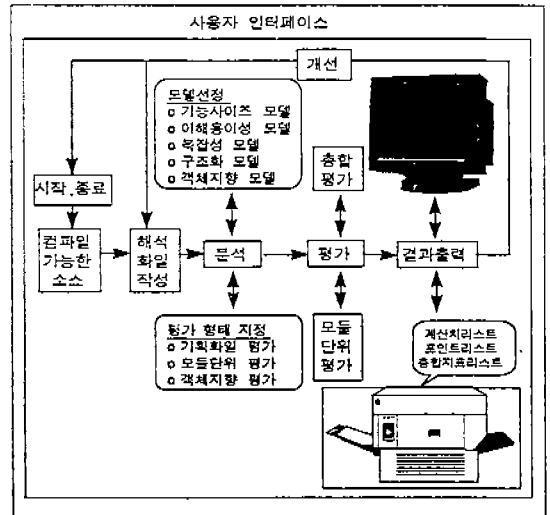 사용자 인터페이스
개선
모델선정
o 기능사이즈 모델
o 이해용이성 모델
o 복잡성 모델
o 구조화 모델
o 객체지향 모델
종합
평가
시작.종료
컴파일
가능한
소스
해석
화일
작성
분석
평가
결과출력
평가 형태 지정
o 기획화일 평가
o 모듈단위 평가
o 객체지향 평가
모듈
단위
평가
계산치리스트
포인트리스트
종합지표리스트